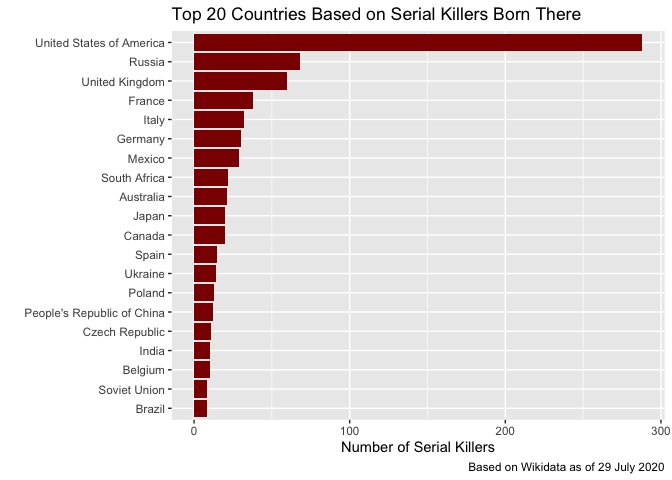 Top 20 Countries Based on Serial Killers Born There
United States of America
Russia
United Kingdom
France
Italy
Germany
Mexico
South Africa
Australia
Japan
Canada
Spain
Ukraine
Poland
People's Republic of China
Czech Republic
India
Belgium
Soviet Union
Brazil
0 100 200 300
Number of Serial Killers
Based on Wikidata as of 29 July 2020